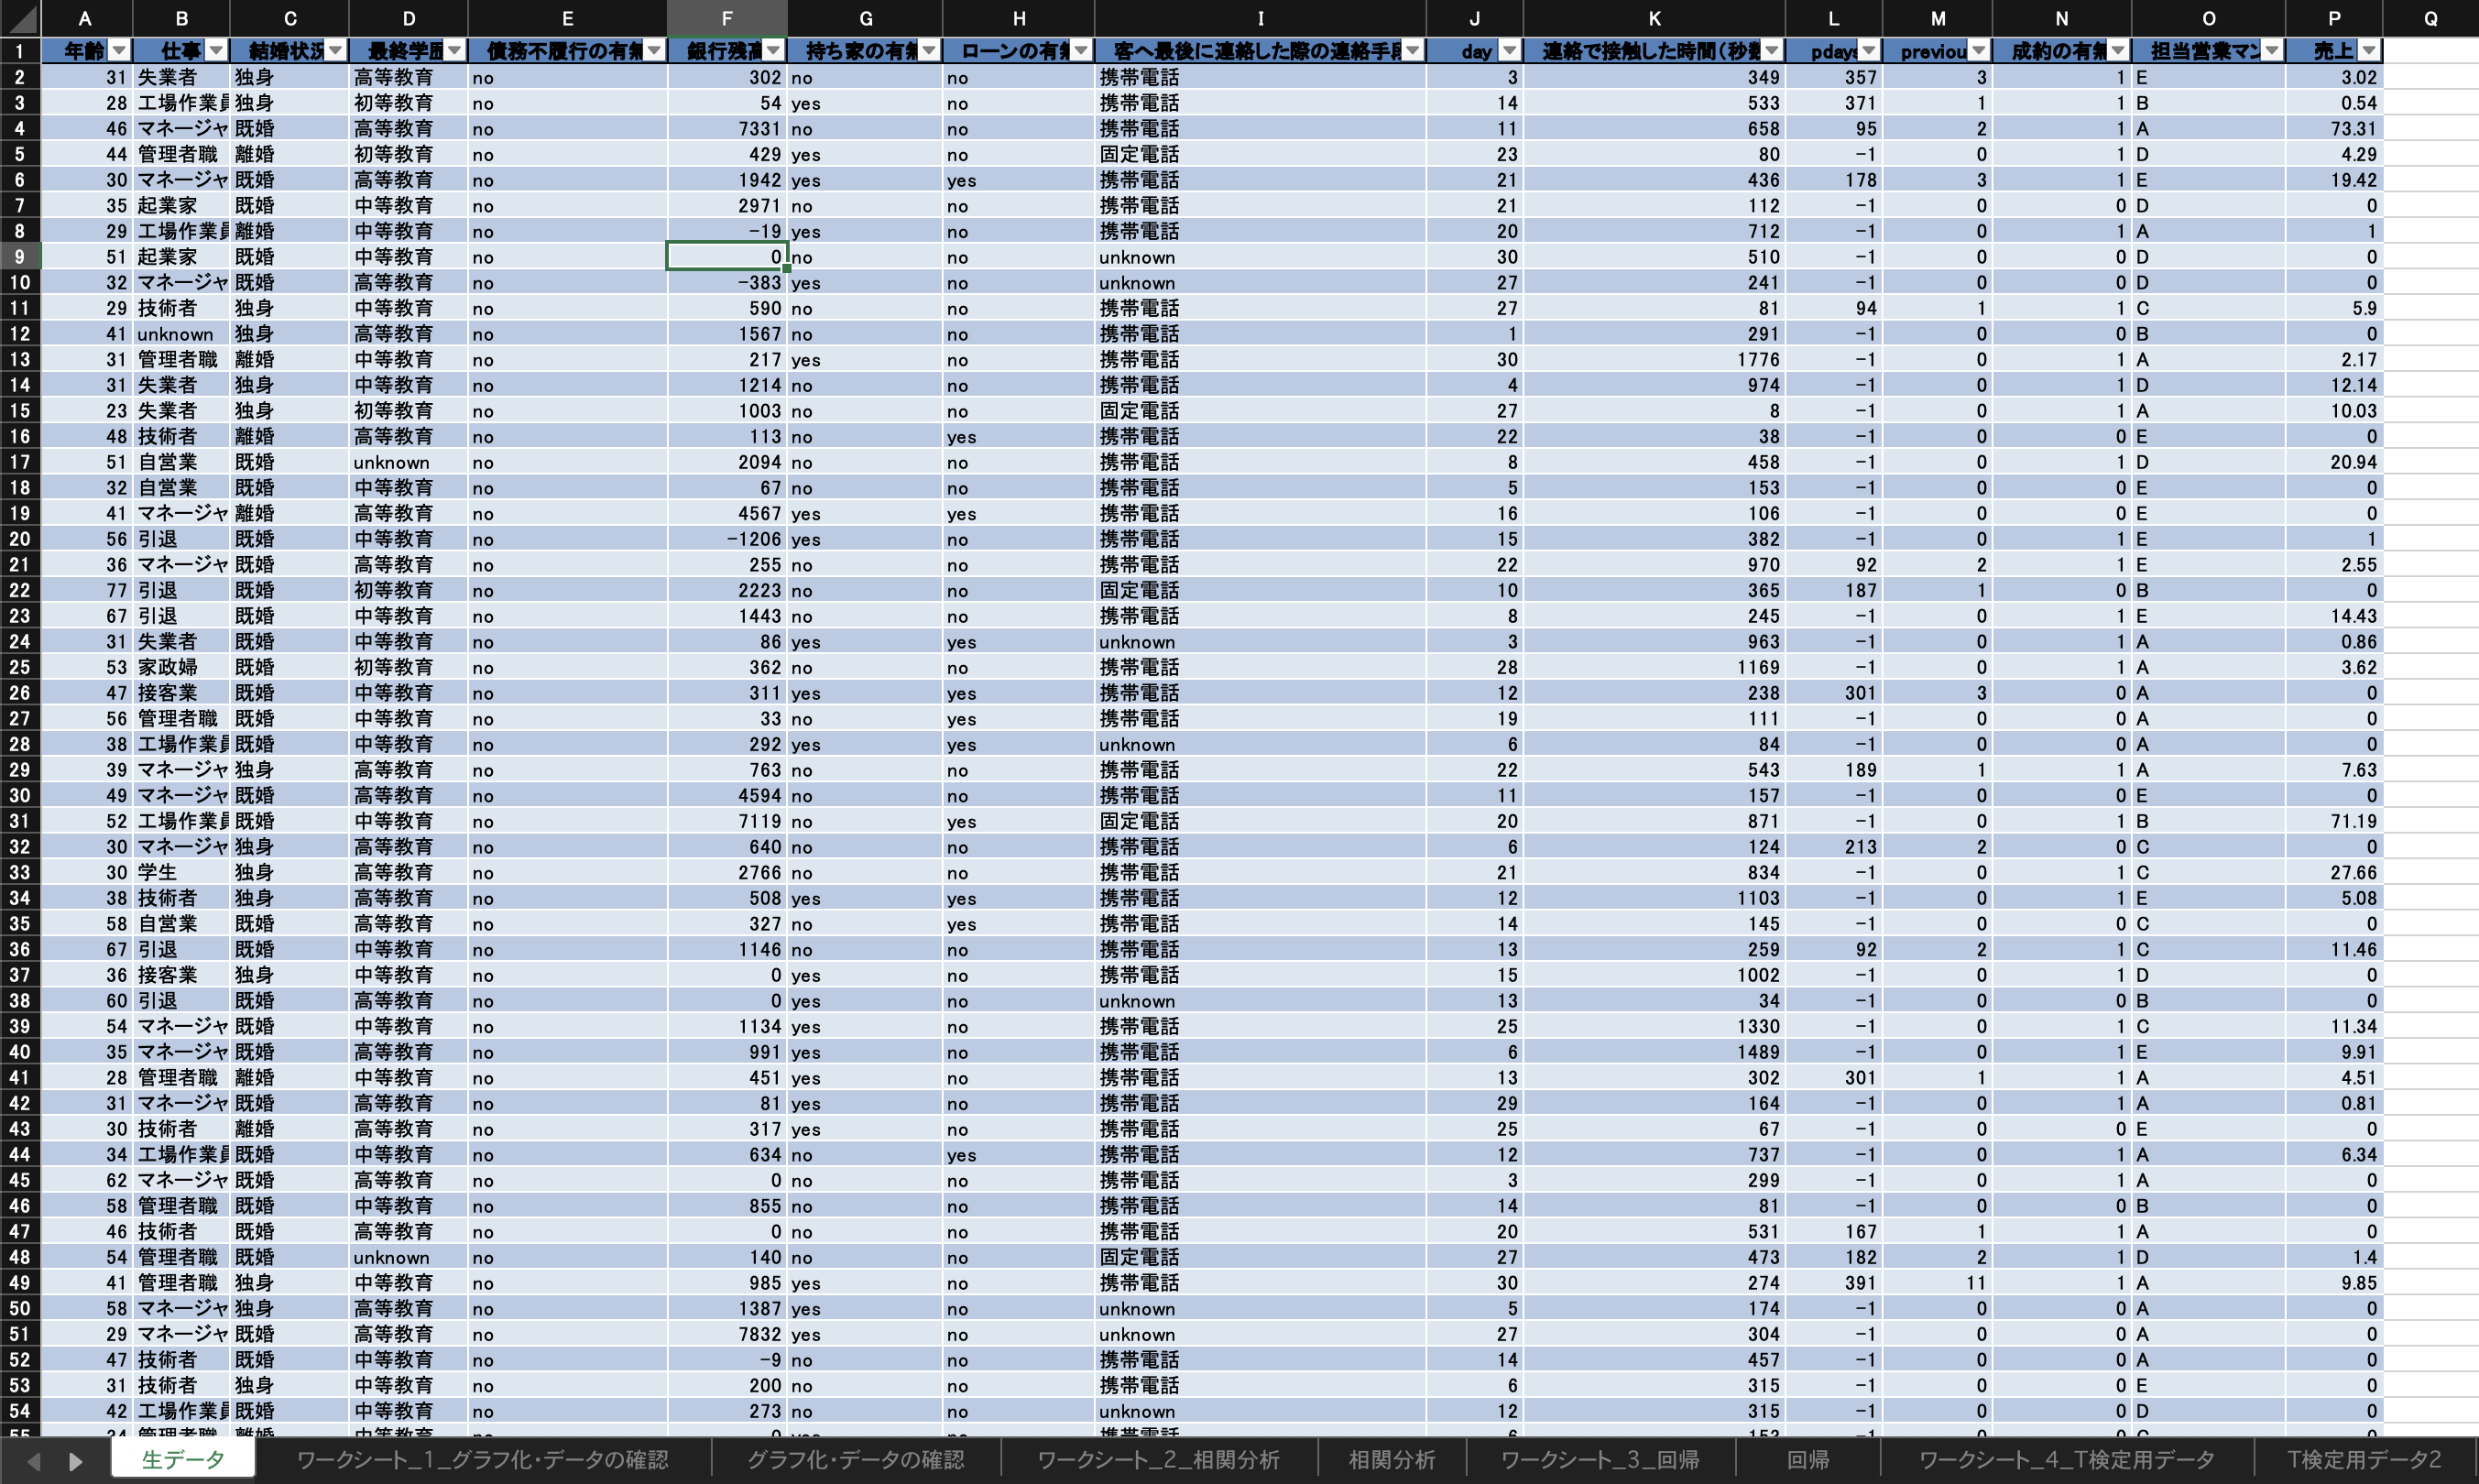 A B C D E F G H I J K L M N O P Q
1 年齢 仕事 結婚状況 最終学歴 債務不履行の有無 銀行残高 持ち家の有無 ローンの有無 客へ最後に連絡した際の連絡手段 day 連絡で接触した時間(秒数 pdays previou 成約の有無 担当営業マン 売上
2 31 失業者 独身 高等教育 no 302 no no 携帯電話 3 349 357 3 1 E 3.02
3 28 工場作業員 独身 初等教育 no 54 yes no 携帯電話 14 533 371 1 1 B 0.54
4 46 マネージャ 既婚 高等教育 no 7331 no no 携帯電話 11 658 95 2 1 A 73.31
5 44 管理者職 離婚 初等教育 no 429 yes no 固定電話 23 80 -1 0 1 D 4.29
6 30 マネージャ 既婚 高等教育 no 1942 yes yes 携帯電話 21 436 178 3 1 E 19.42
7 35 起業家 既婚 中等教育 no 2971 no no 携帯電話 21 112 -1 0 0 D 0
8 29 工場作業員 離婚 中等教育 no -19 yes no 携帯電話 20 712 -1 0 1 A 1
9 51 起業家 既婚 中等教育 no 0 no no unknown 30 510 -1 0 0 D 0
10 32 マネージャ 既婚 高等教育 no -383 yes no unknown 27 241 -1 0 0 D 0
11 29 技術者 独身 中等教育 no 590 no no 携帯電話 27 81 94 1 1 C 5.9
12 41 unknown 独身 高等教育 no 1567 no no 携帯電話 1 291 -1 0 0 B 0
13 31 管理者職 離婚 中等教育 no 217 yes no 携帯電話 30 1776 -1 0 1 A 2.17
14 31 失業者 独身 中等教育 no 1214 no no 携帯電話 4 974 -1 0 1 D 12.14
15 23 失業者 独身 初等教育 no 1003 no no 固定電話 27 8 -1 0 1 A 10.03
16 48 技術者 離婚 高等教育 no 113 no yes 携帯電話 22 38 -1 0 0 E 0
17 51 自営業 既婚 unknown no 2094 no no 携帯電話 8 458 -1 0 1 D 20.94
18 32 自営業 既婚 中等教育 no 67 no no 携帯電話 5 153 -1 0 0 E 0
19 41 マネージャ 離婚 高等教育 no 4567 yes yes 携帯電話 16 106 -1 0 0 E 0
20 56 引退 既婚 中等教育 no -1206 yes no 携帯電話 15 382 -1 0 1 E 1
21 36 マネージャ 既婚 高等教育 no 255 no no 携帯電話 22 970 92 2 1 E 2.55
22 77 引退 既婚 初等教育 no 2223 no no 固定電話 10 365 187 1 0 B 0
23 67 引退 既婚 中等教育 no 1443 no no 携帯電話 8 245 -1 0 1 E 14.43
24 31 失業者 既婚 中等教育 no 86 yes yes unknown 3 963 -1 0 1 A 0.86
25 53 家政婦 既婚 初等教育 no 362 no no 携帯電話 28 1169 -1 0 1 A 3.62
26 47 接客業 既婚 中等教育 no 311 yes yes 携帯電話 12 238 301 3 0 A 0
27 56 管理者職 既婚 中等教育 no 33 no yes 携帯電話 19 111 -1 0 0 A 0
28 38 工場作業員 既婚 中等教育 no 292 yes yes unknown 6 84 -1 0 0 A 0
29 39 マネージャ 独身 高等教育 no 763 no no 携帯電話 22 543 189 1 1 A 7.63
30 49 マネージャ 既婚 高等教育 no 4594 no no 携帯電話 11 157 -1 0 0 E 0
31 52 工場作業員 既婚 中等教育 no 7119 no yes 固定電話 20 871 -1 0 1 B 71.19
32 30 マネージャ 独身 高等教育 no 640 no no 携帯電話 6 124 213 2 0 C 0
33 30 学生 独身 高等教育 no 2766 no no 携帯電話 21 834 -1 0 1 C 27.66
34 38 技術者 独身 高等教育 no 508 yes yes 携帯電話 12 1103 -1 0 1 E 5.08
35 58 自営業 既婚 高等教育 no 327 no yes 携帯電話 14 145 -1 0 0 C 0
36 67 引退 既婚 中等教育 no 1146 no no 携帯電話 13 259 92 2 1 C 11.46
37 36 接客業 独身 中等教育 no 0 yes no 携帯電話 15 1002 -1 0 1 D 0
38 60 引退 既婚 高等教育 no 0 yes no unknown 13 34 -1 0 0 B 0
39 54 マネージャ 既婚 中等教育 no 1134 yes no 携帯電話 25 1330 -1 0 1 C 11.34
40 35 マネージャ 既婚 高等教育 no 991 yes no 携帯電話 6 1489 -1 0 1 E 9.91
41 28 管理者職 離婚 中等教育 no 451 yes no 携帯電話 13 302 301 1 1 A 4.51
42 31 マネージャ 既婚 高等教育 no 81 yes no 携帯電話 29 164 -1 0 1 A 0.81
43 30 技術者 離婚 高等教育 no 317 yes no 携帯電話 25 67 -1 0 0 E 0
44 34 工場作業員 既婚 中等教育 no 634 no yes 携帯電話 12 737 -1 0 1 A 6.34
45 62 マネージャ 既婚 高等教育 no 0 no no 携帯電話 3 299 -1 0 1 A 0
46 58 管理者職 既婚 中等教育 no 855 no no 携帯電話 14 81 -1 0 0 B 0
47 46 技術者 既婚 高等教育 no 0 no no 携帯電話 20 531 167 1 1 A 0
48 54 管理者職 既婚 unknown no 140 no no 固定電話 27 473 182 2 1 D 1.4
49 41 管理者職 独身 中等教育 no 985 yes no 携帯電話 30 274 391 11 1 A 9.85
50 58 マネージャ 独身 高等教育 no 1387 yes no unknown 5 174 -1 0 0 A 0
51 29 マネージャ 既婚 高等教育 no 7832 yes no unknown 27 304 -1 0 0 A 0
52 47 技術者 既婚 中等教育 no -9 no no 携帯電話 14 457 -1 0 0 A 0
53 31 技術者 独身 中等教育 no 200 no no 携帯電話 6 315 -1 0 0 E 0
54 42 工場作業員 既婚 中等教育 no 273 no no unknown 12 315 -1 0 0 D 0
生データ ワークシート_1_グラフ化・データの確認 グラフ化・データの確認 ワークシート_2_相関分析 相関分析 ワークシート_3_回帰 回帰 ワークシート_4_T検定用データ T検定用データ2